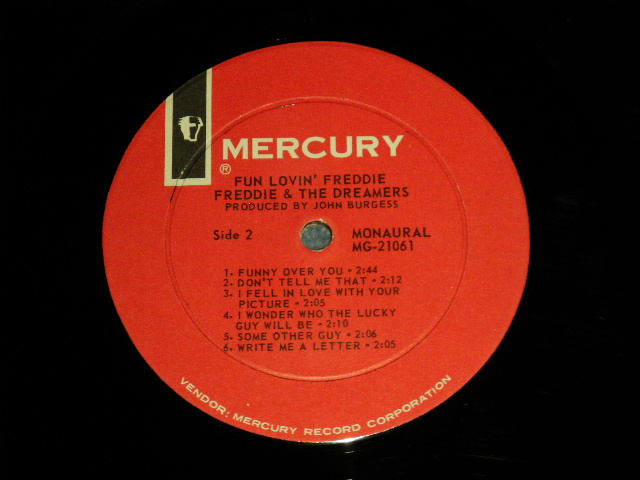 MERCURY
®
FUN LOVIN' FREDDIE
FREDDIE & THE DREAMERS
PRODUCED BY JOHN BURGESS
Side 2
MONAURAL
MG-21061
1. FUNNY OVER YOU • 2:44
2. DON'T TELL ME THAT • 2:12
3. I FELL IN LOVE WITH YOUR
PICTURE • 2:05
4. I WONDER WHO THE LUCKY
GUY WILL BE • 2:10
5. SOME OTHER GUY • 2:06
6. WRITE ME A LETTER • 2:05
VENDOR: MERCURY RECORD CORPORATION